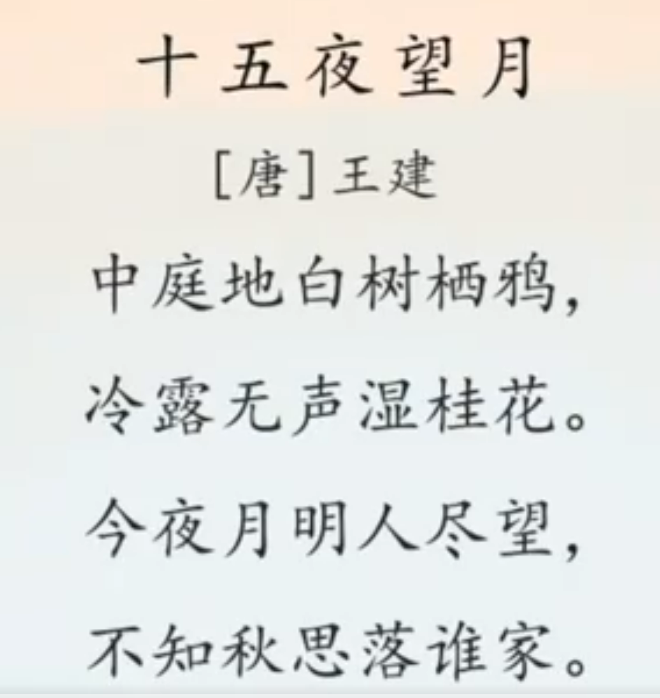 十五夜望月
[唐]王建
中庭地白树栖鸦，
冷露无声湿桂花。
今夜月明人尽望，
不知秋思落谁家。